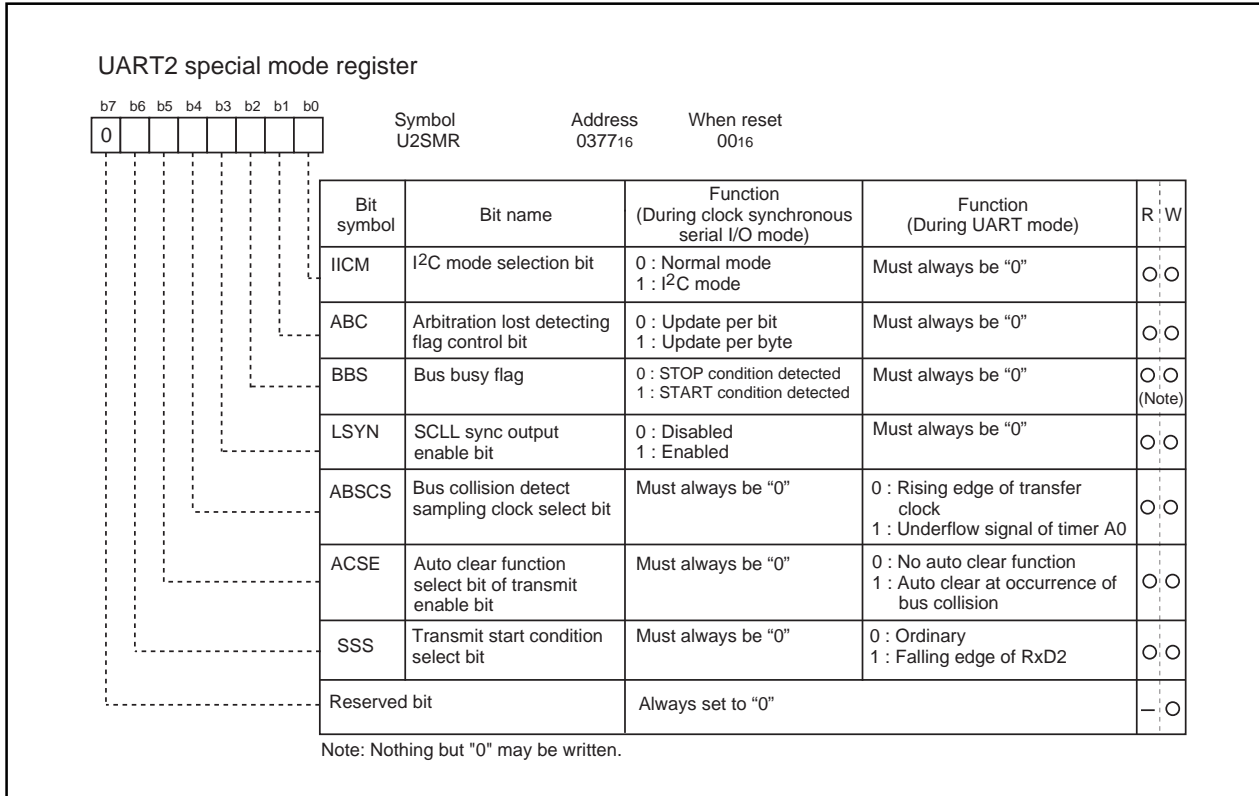 UART2 special mode register
b7 b6 b5 b4 b3 b2 b1 b0
0
Symbol Address When reset
U2SMR 037716 0016
Bit symbol Bit name Function (During clock synchronous serial I/O mode) Function (During UART mode) R W
IICM I2C mode selection bit 0 : Normal mode Must always be “0”
1 : I2C mode
ABC Arbitration lost detecting 0 : Update per bit Must always be “0”
flag control bit 1 : Update per byte
BBS Bus busy flag 0 : STOP condition detected Must always be “0”
1 : START condition detected
(Note)
LSYN SCLL sync output 0 : Disabled Must always be “0”
enable bit 1 : Enabled
ABSCS Bus collision detect Must always be “0” 0 : Rising edge of transfer
sampling clock select bit clock
1 : Underflow signal of timer A0
ACSE Auto clear function Must always be “0” 0 : No auto clear function
select bit of transmit 1 : Auto clear at occurrence of
enable bit bus collision
SSS Transmit start condition Must always be “0” 0 : Ordinary
select bit 1 : Falling edge of RxD2
Reserved bit Always set to “0” –
Note: Nothing but "0" may be written.